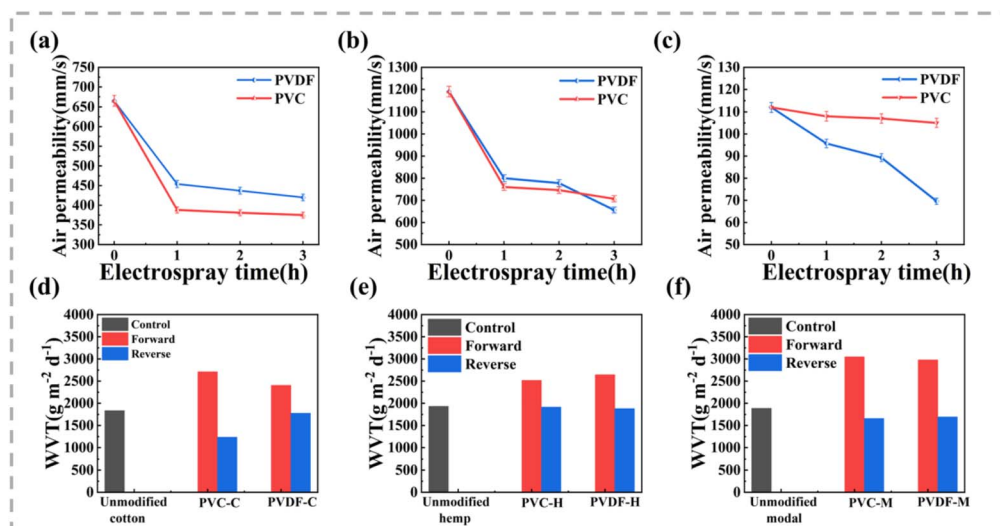 (a)
Air permeability(mm/s)
750
700
650
600
550
500
450
400
350
300
PVDF
PVC
0 1 2 3
Electrospray time(h)
(b)
Air permeability(mm/s)
1300
1200
1100
1000
900
800
700
600
500
PVDF
PVC
0 1 2 3
Electrospray time(h)
(c)
Air permeability(mm/s)
130
120
110
100
90
80
70
60
50
PVDF
PVC
0 1 2 3
Electrospray time(h)
(d)
WVT(g m⁻² d⁻¹)
4000
3500
3000
2500
2000
1500
1000
500
0
Control
Forward
Reverse
Unmodified
cotton
PVC-C
PVDF-C
(e)
WVT(g m⁻² d⁻¹)
4000
3500
3000
2500
2000
1500
1000
500
0
Control
Forward
Reverse
Unmodified
hemp
PVC-H
PVDF-H
(f)
WVT(g m⁻² d⁻¹)
4000
3500
3000
2500
2000
1500
1000
500
0
Control
Forward
Reverse
Unmodified
modal
PVC-M
PVDF-M